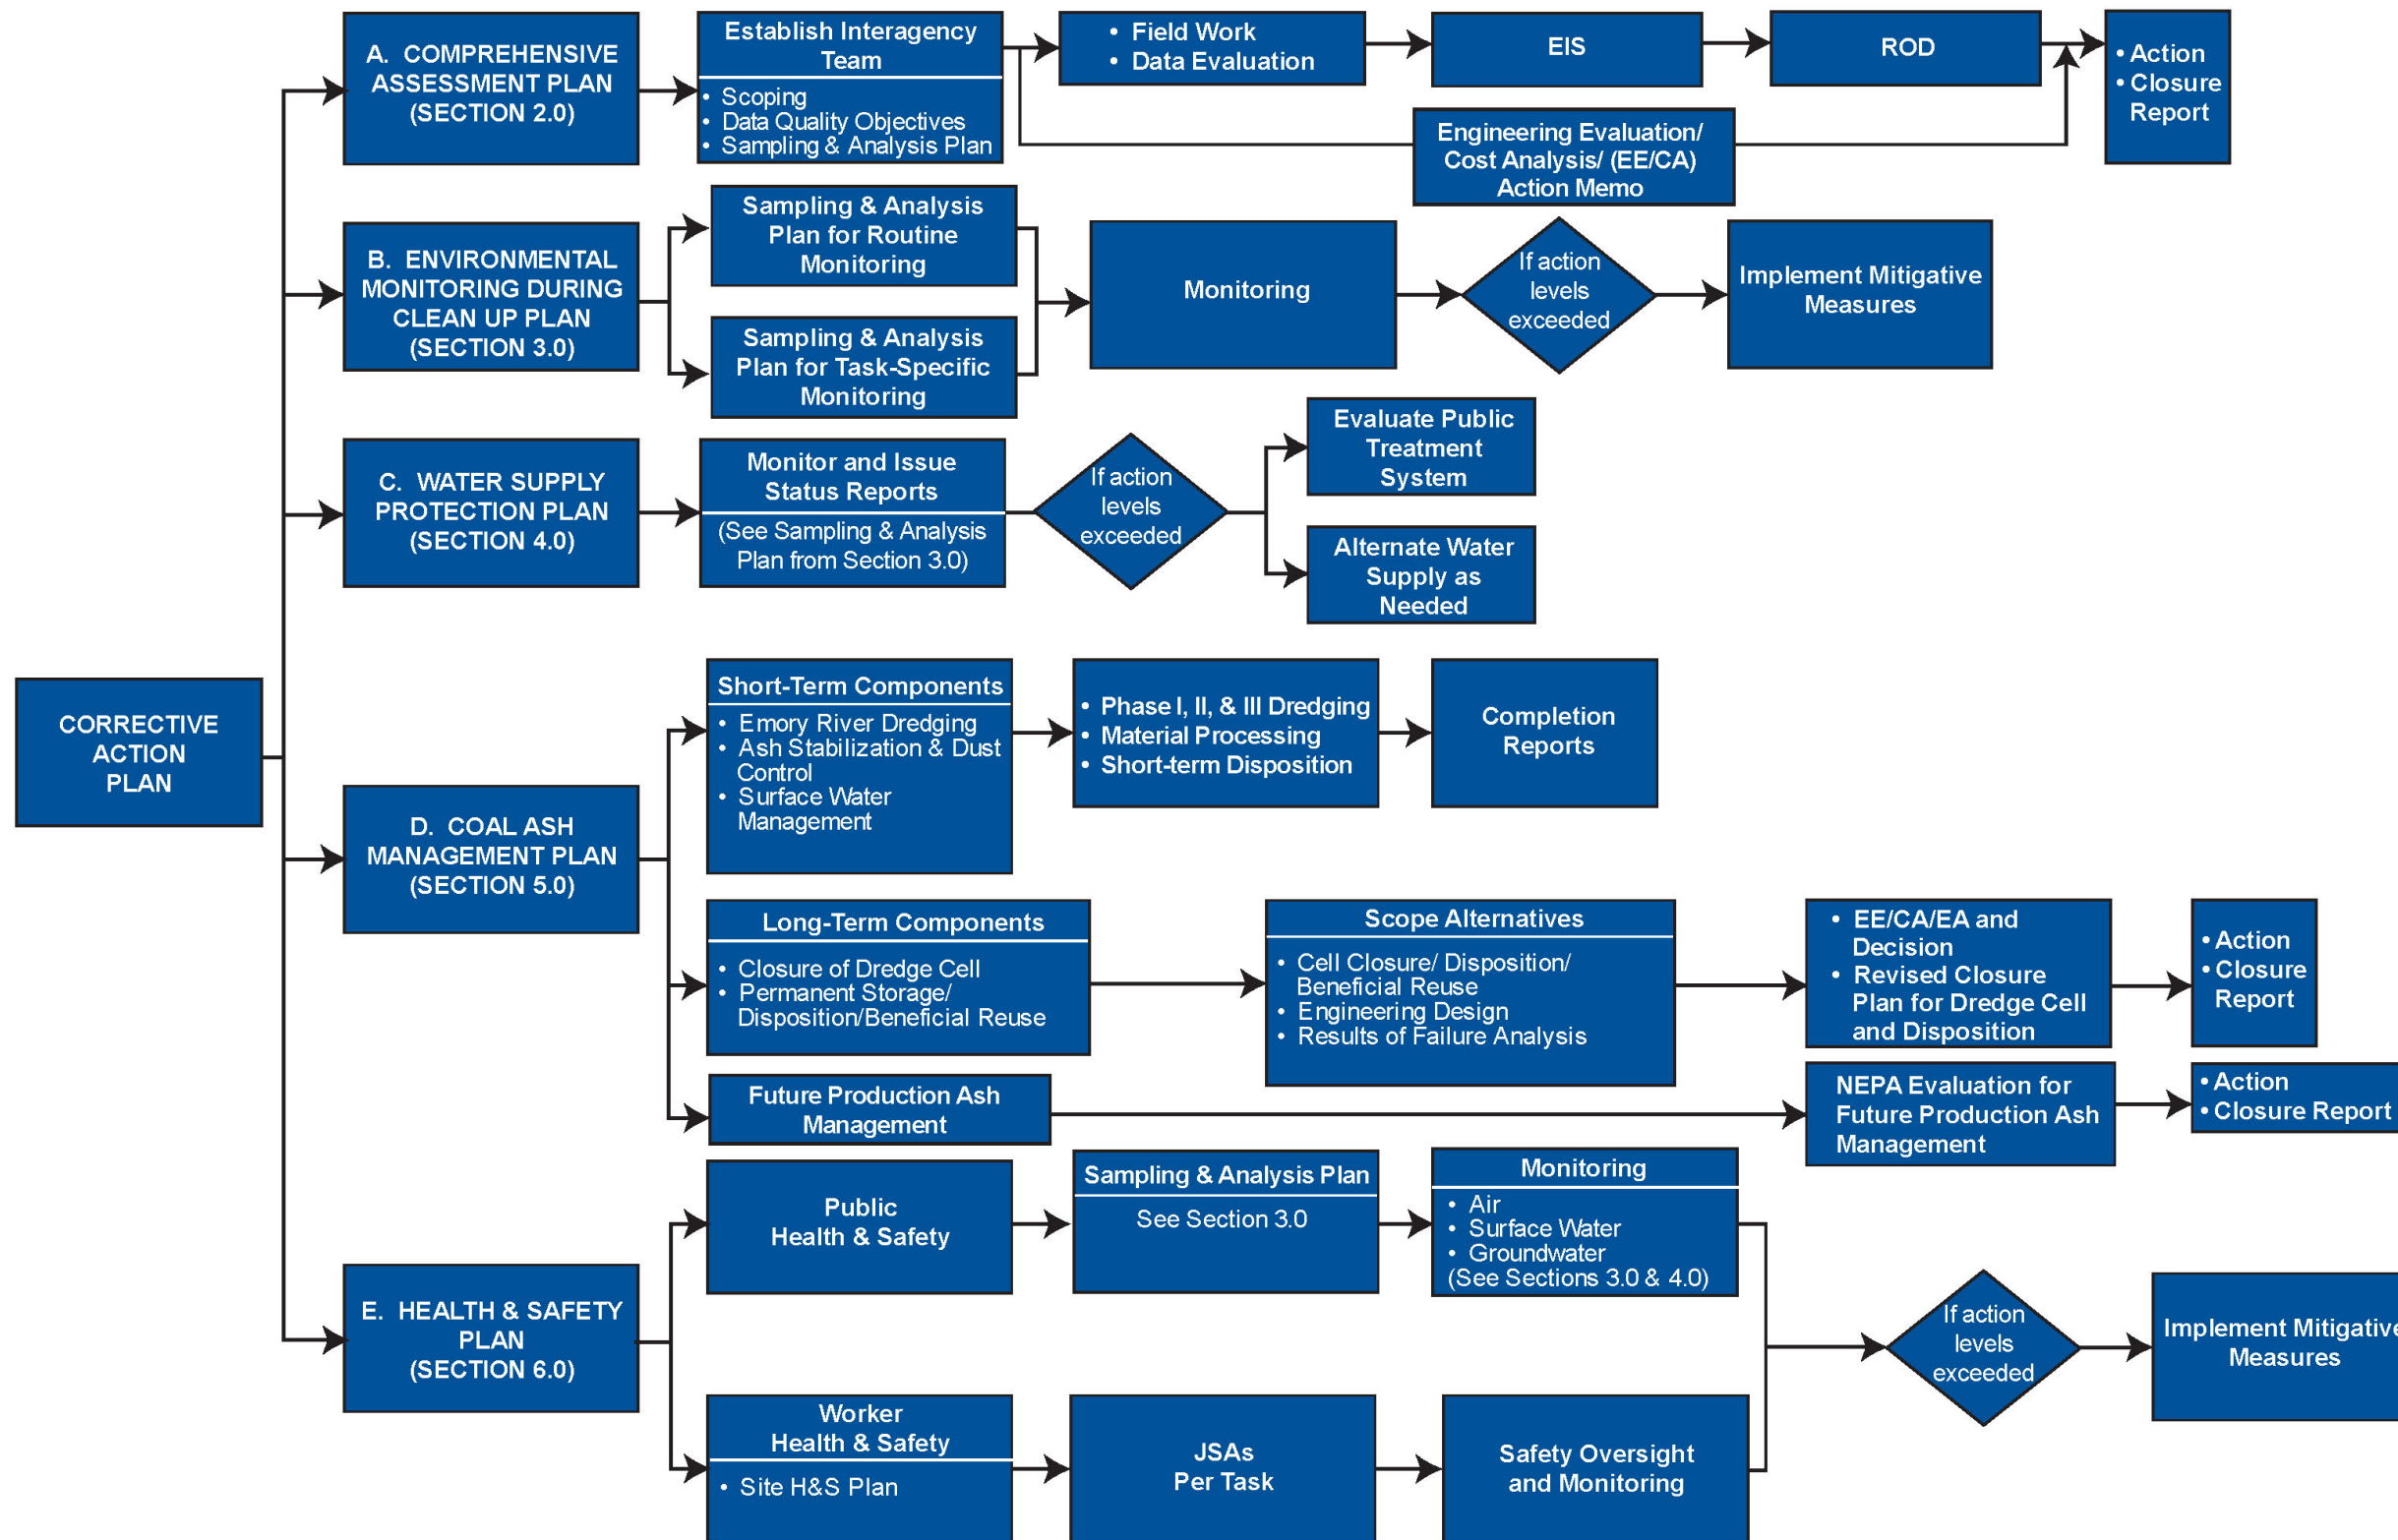 CORRECTIVE
ACTION
PLAN
A. COMPREHENSIVE
ASSESSMENT PLAN
(SECTION 2.0)
Establish Interagency
Team
• Scoping
• Data Quality Objectives
• Sampling & Analysis Plan
• Field Work
• Data Evaluation
EIS
ROD
• Action
• Closure
Report
Engineering Evaluation/
Cost Analysis/ (EE/CA)
Action Memo
B. ENVIRONMENTAL
MONITORING DURING
CLEAN UP PLAN
(SECTION 3.0)
Sampling & Analysis
Plan for Routine
Monitoring
Sampling & Analysis
Plan for Task-Specific
Monitoring
Monitoring
If action
levels
exceeded
Implement Mitigative
Measures
C. WATER SUPPLY
PROTECTION PLAN
(SECTION 4.0)
Monitor and Issue
Status Reports
(See Sampling & Analysis
Plan from Section 3.0)
If action
levels
exceeded
Evaluate Public
Treatment
System
Alternate Water
Supply as
Needed
D. COAL ASH
MANAGEMENT PLAN
(SECTION 5.0)
Short-Term Components
• Emory River Dredging
• Ash Stabilization & Dust
Control
• Surface Water
Management
• Phase I, II, & III Dredging
• Material Processing
• Short-term Disposition
Completion
Reports
Long-Term Components
• Closure of Dredge Cell
• Permanent Storage/
Disposition/Beneficial Reuse
Scope Alternatives
• Cell Closure/ Disposition/
Beneficial Reuse
• Engineering Design
• Results of Failure Analysis
• EE/CA/EA and
Decision
• Revised Closure
Plan for Dredge Cell
and Disposition
• Action
• Closure
Report
Future Production Ash
Management
NEPA Evaluation for
Future Production Ash
Management
• Action
• Closure Report
E. HEALTH & SAFETY
PLAN
(SECTION 6.0)
Public
Health & Safety
Sampling & Analysis Plan
See Section 3.0
Monitoring
• Air
• Surface Water
• Groundwater
(See Sections 3.0 & 4.0)
Worker
Health & Safety
• Site H&S Plan
JSAs
Per Task
Safety Oversight
and Monitoring
If action
levels
exceeded
Implement Mitigative
Measures